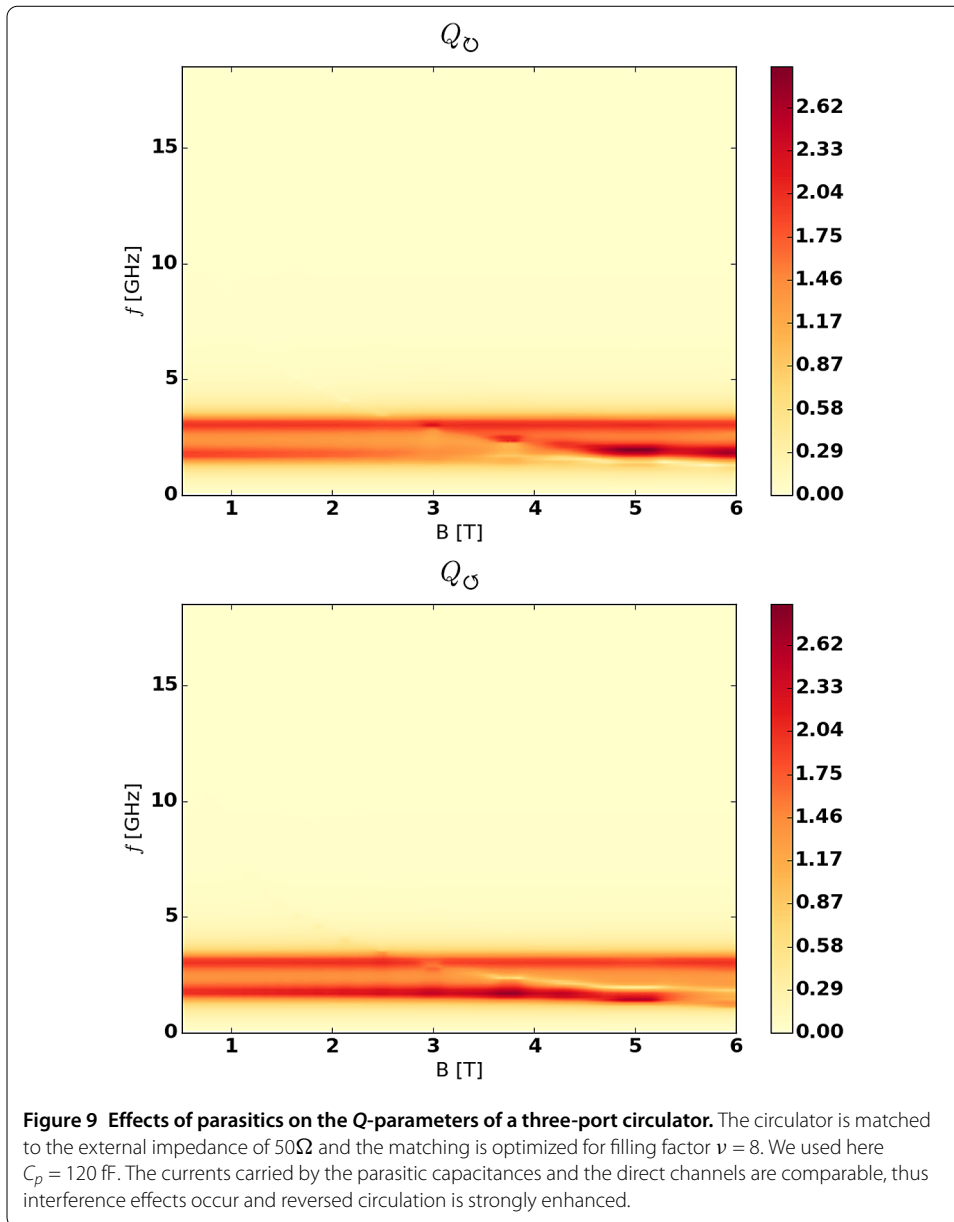 Q↻
15
10
5
0
f [GHz]
1 2 3 4 5 6
B [T]
2.62
2.33
2.04
1.75
1.46
1.17
0.87
0.58
0.29
0.00
Q↺
15
10
5
0
f [GHz]
1 2 3 4 5 6
B [T]
2.62
2.33
2.04
1.75
1.46
1.17
0.87
0.58
0.29
0.00
Figure 9 Effects of parasitics on the Q-parameters of a three-port circulator. The circulator is matched
to the external impedance of 50Ω and the matching is optimized for filling factor ν = 8. We used here
Cp = 120 fF. The currents carried by the parasitic capacitances and the direct channels are comparable, thus
interference effects occur and reversed circulation is strongly enhanced.